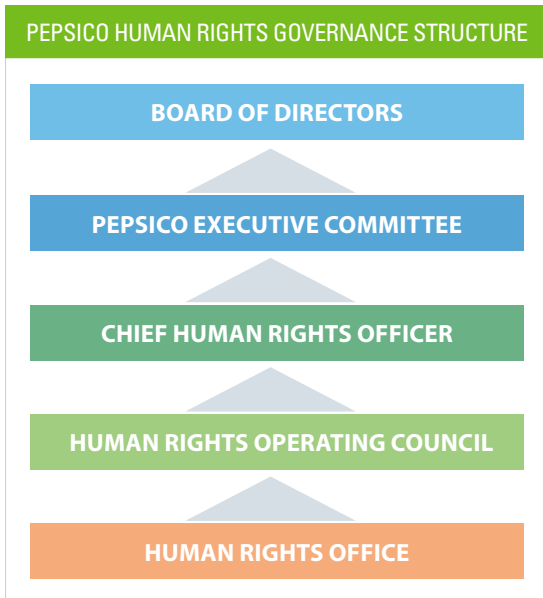 PEPSICO HUMAN RIGHTS GOVERNANCE STRUCTURE
BOARD OF DIRECTORS
PEPSICO EXECUTIVE COMMITTEE
CHIEF HUMAN RIGHTS OFFICER
HUMAN RIGHTS OPERATING COUNCIL
HUMAN RIGHTS OFFICE